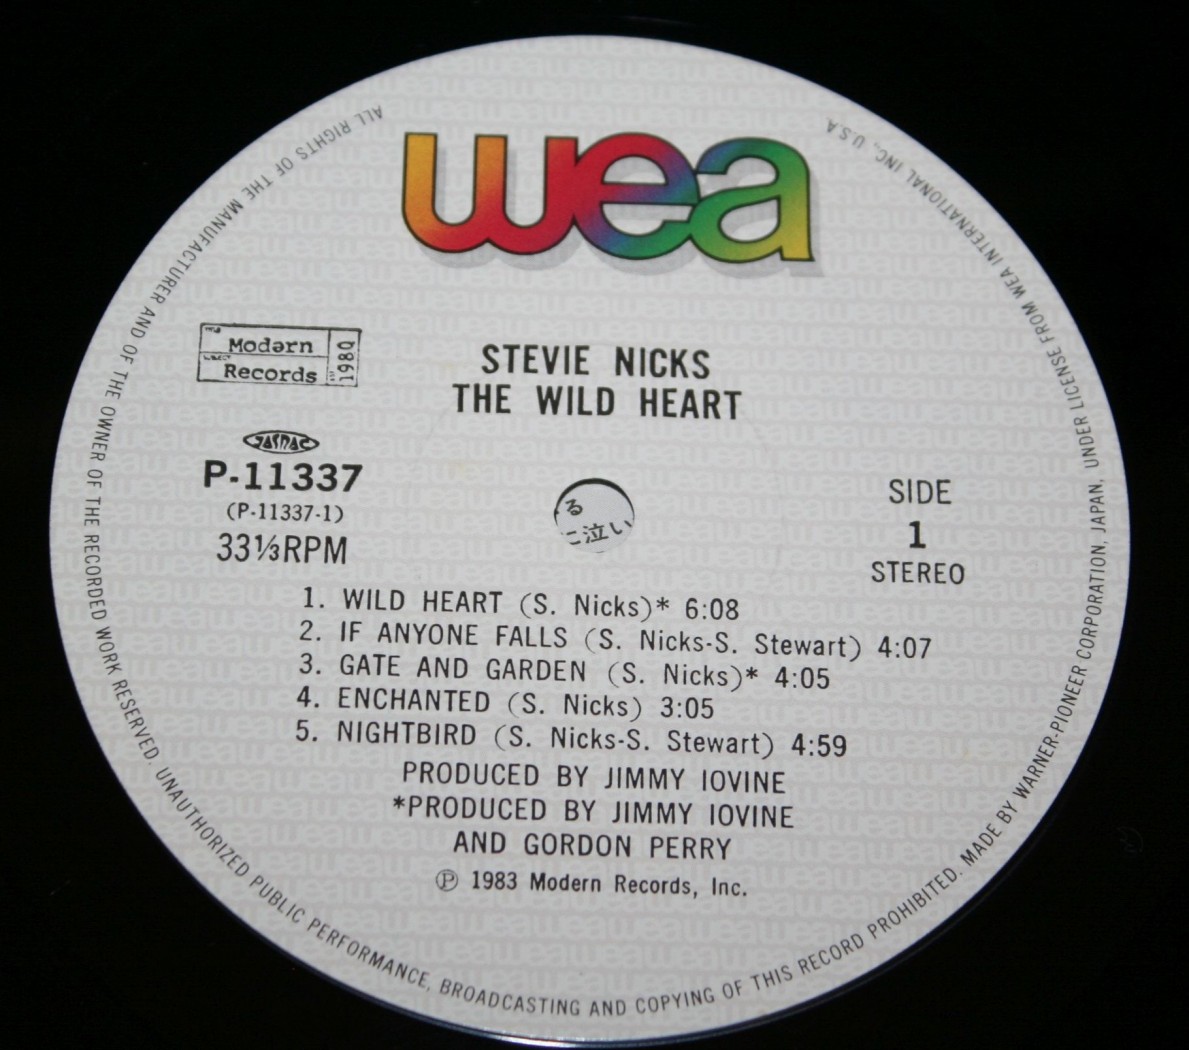 wea
ALL RIGHTS OF THE MANUFACTURER AND OF THE OWNER OF THE RECORDED WORK RESERVED. UNAUTHORIZED PUBLIC PERFORMANCE, BROADCASTING AND COPYING OF THIS RECORD PROHIBITED. MADE BY WARNER-PIONEER CORPORATION, JAPAN, UNDER LICENSE FROM WEA INTERNATIONAL INC., U.S.A.
Modern
Records
1980
STEVIE NICKS
THE WILD HEART
JASRAC
P-11337
(P-11337-1)
33⅓RPM
SIDE
1
STEREO
る
に泣い
1. WILD HEART (S. Nicks)* 6:08
2. IF ANYONE FALLS (S. Nicks-S. Stewart) 4:07
3. GATE AND GARDEN (S. Nicks)* 4:05
4. ENCHANTED (S. Nicks) 3:05
5. NIGHTBIRD (S. Nicks-S. Stewart) 4:59
PRODUCED BY JIMMY IOVINE
*PRODUCED BY JIMMY IOVINE
AND GORDON PERRY
℗ 1983 Modern Records, Inc.